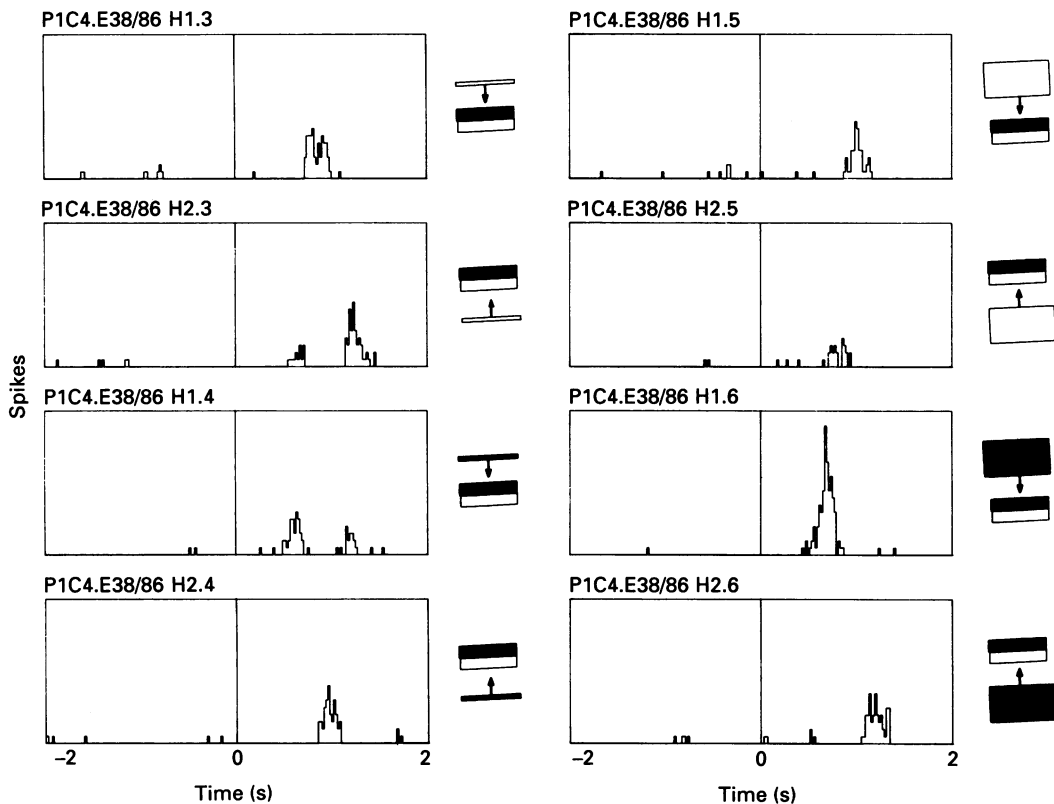 P1C4.E38/86 H1.3
P1C4.E38/86 H1.5
P1C4.E38/86 H2.3
P1C4.E38/86 H2.5
Spikes
P1C4.E38/86 H1.4
P1C4.E38/86 H1.6
P1C4.E38/86 H2.4
P1C4.E38/86 H2.6
−2 0 2
−2 0 2
Time (s)
Time (s)